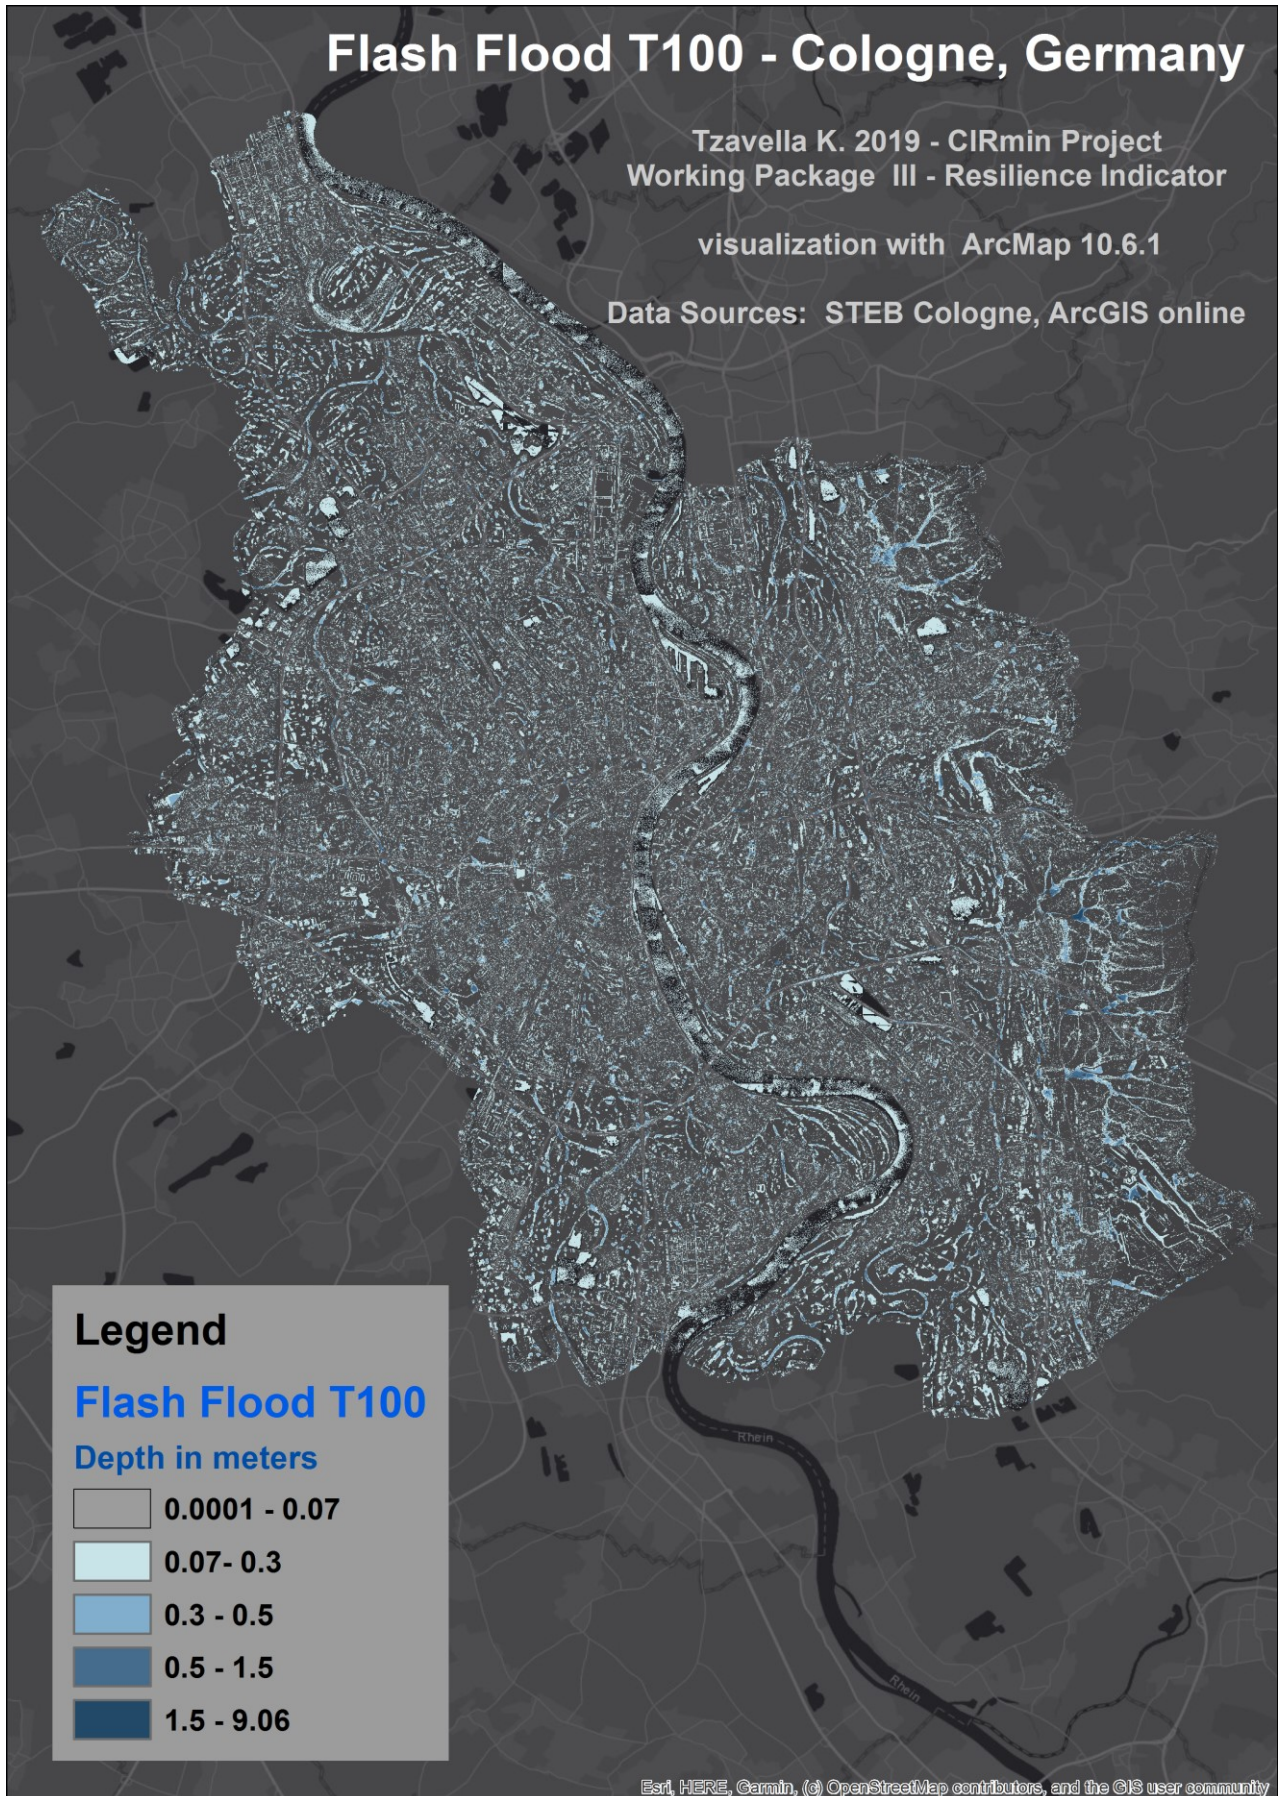 Flash Flood T100 - Cologne, Germany
Tzavella K. 2019 - CIRmin Project
Working Package III - Resilience Indicator
visualization with ArcMap 10.6.1
Data Sources: STEB Cologne, ArcGIS online
Rhein
Rhein
Legend
Flash Flood T100
Depth in meters
0.0001 - 0.07
0.07- 0.3
0.3 - 0.5
0.5 - 1.5
1.5 - 9.06
Esri, HERE, Garmin, (c) OpenStreetMap contributors, and the GIS user community